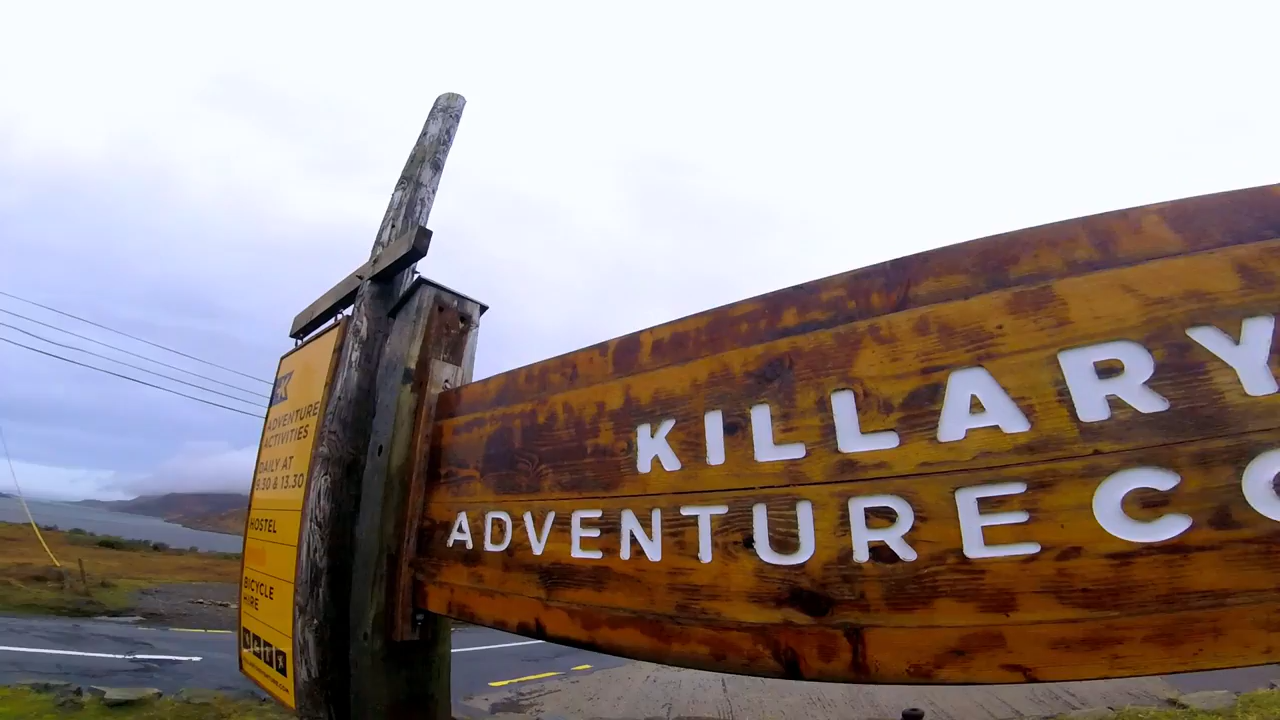 K
ADVENTURE
ACTIVITIES
DAILY AT
9.30 & 13.30
HOSTEL
BICYCLE
HIRE
KILLARY
ADVENTURE CO